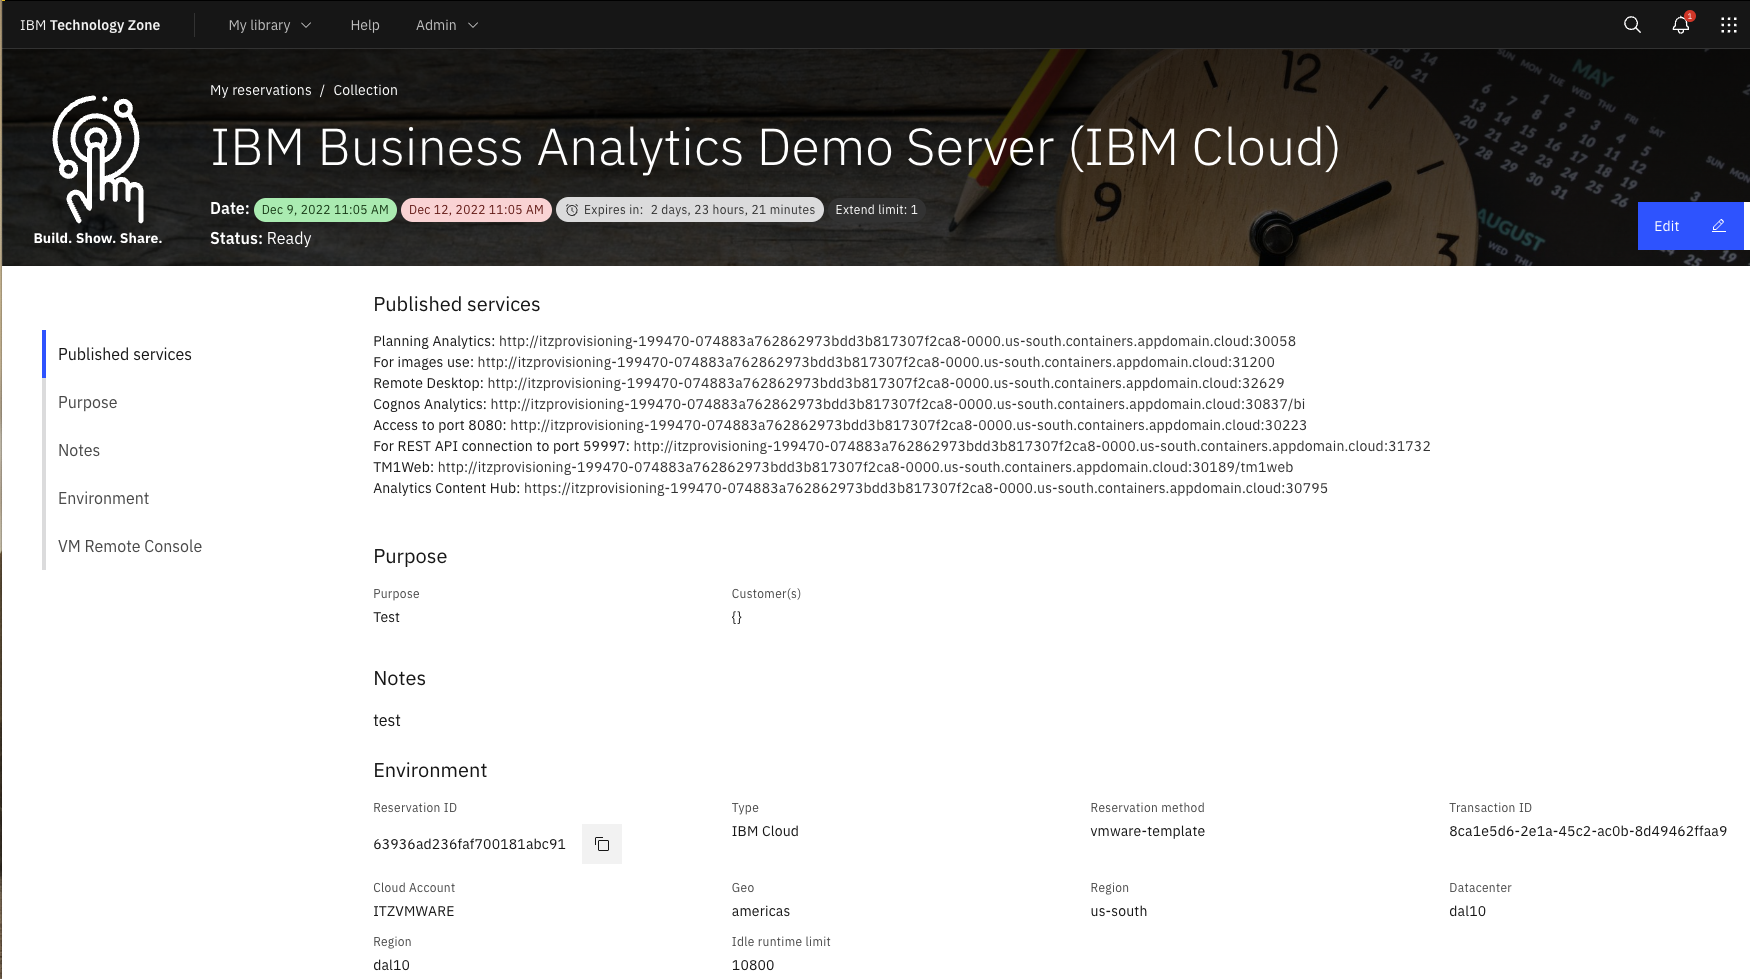 IBM Technology Zone
My library
Help
Admin
1
My reservations / Collection
IBM Business Analytics Demo Server (IBM Cloud)
Date: Dec 9, 2022 11:05 AM Dec 12, 2022 11:05 AM Expires in: 2 days, 23 hours, 21 minutes Extend limit: 1
Status: Ready
Build. Show. Share.
Edit
12
9
3
MAY
AUGUST
Published services
Purpose
Notes
Environment
VM Remote Console
Published services
Planning Analytics: http://itzprovisioning-199470-074883a762862973bdd3b817307f2ca8-0000.us-south.containers.appdomain.cloud:30058
For images use: http://itzprovisioning-199470-074883a762862973bdd3b817307f2ca8-0000.us-south.containers.appdomain.cloud:31200
Remote Desktop: http://itzprovisioning-199470-074883a762862973bdd3b817307f2ca8-0000.us-south.containers.appdomain.cloud:32629
Cognos Analytics: http://itzprovisioning-199470-074883a762862973bdd3b817307f2ca8-0000.us-south.containers.appdomain.cloud:30837/bi
Access to port 8080: http://itzprovisioning-199470-074883a762862973bdd3b817307f2ca8-0000.us-south.containers.appdomain.cloud:30223
For REST API connection to port 59997: http://itzprovisioning-199470-074883a762862973bdd3b817307f2ca8-0000.us-south.containers.appdomain.cloud:31732
TM1Web: http://itzprovisioning-199470-074883a762862973bdd3b817307f2ca8-0000.us-south.containers.appdomain.cloud:30189/tm1web
Analytics Content Hub: https://itzprovisioning-199470-074883a762862973bdd3b817307f2ca8-0000.us-south.containers.appdomain.cloud:30795
Purpose
Purpose
Test
Customer(s)
{}
Notes
test
Environment
Reservation ID
63936ad236faf700181abc91
Type
IBM Cloud
Reservation method
vmware-template
Transaction ID
8ca1e5d6-2e1a-45c2-ac0b-8d49462ffaa9
Cloud Account
ITZVMWARE
Geo
americas
Region
us-south
Datacenter
dal10
Region
dal10
Idle runtime limit
10800